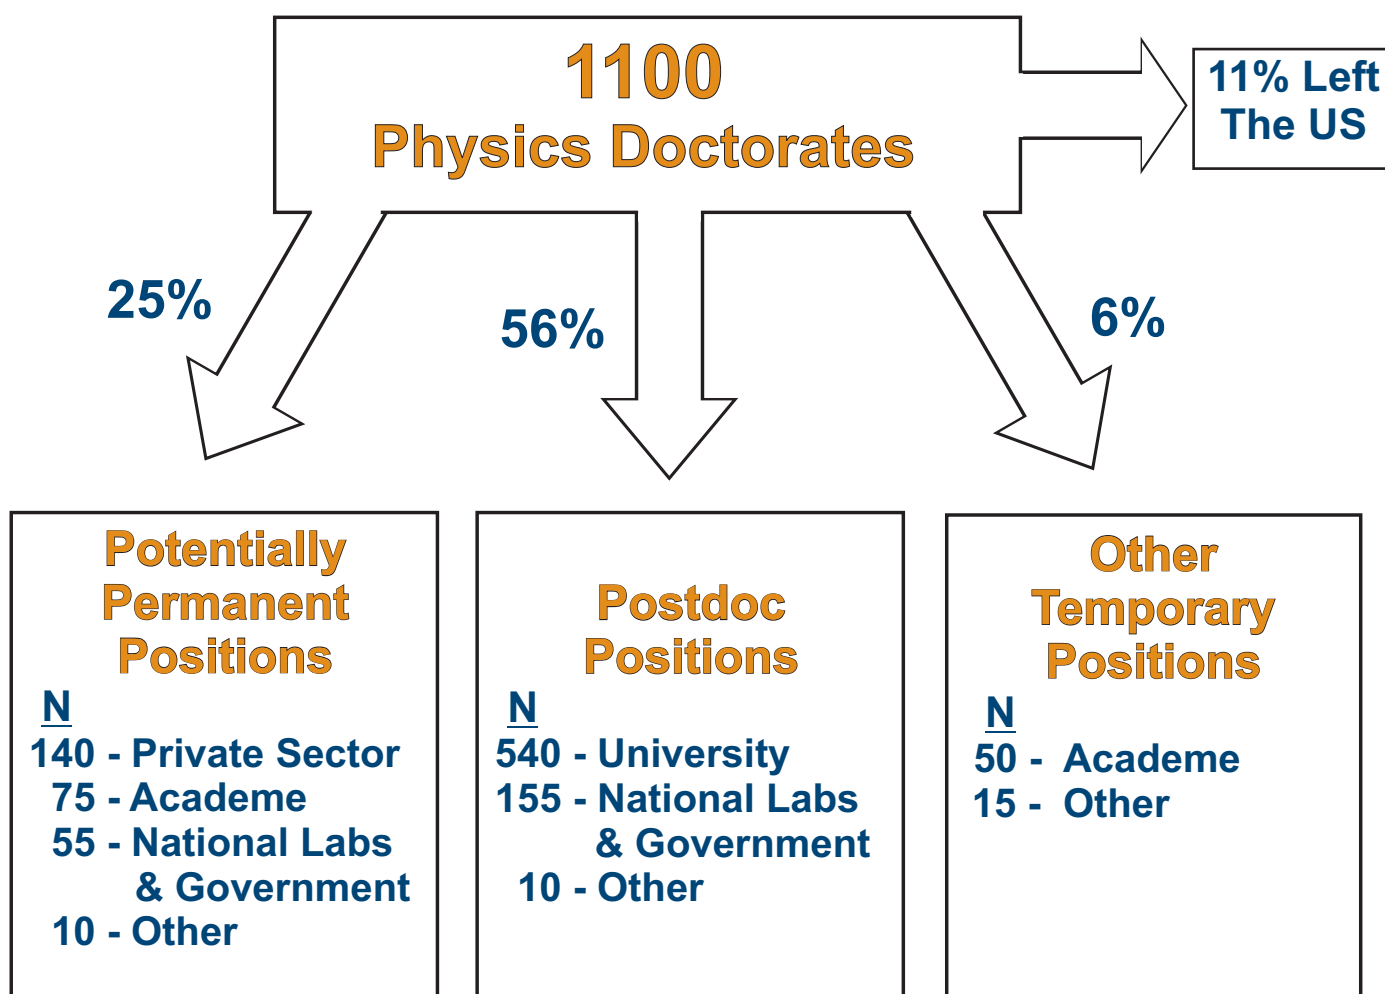 1100
Physics Doctorates
11% Left
The US
25%
56%
6%
Potentially
Permanent
Positions
N
140 - Private Sector
75 - Academe
55 - National Labs
& Government
10 - Other
Postdoc
Positions
N
540 - University
155 - National Labs
& Government
10 - Other
Other
Temporary
Positions
N
50 - Academe
15 - Other